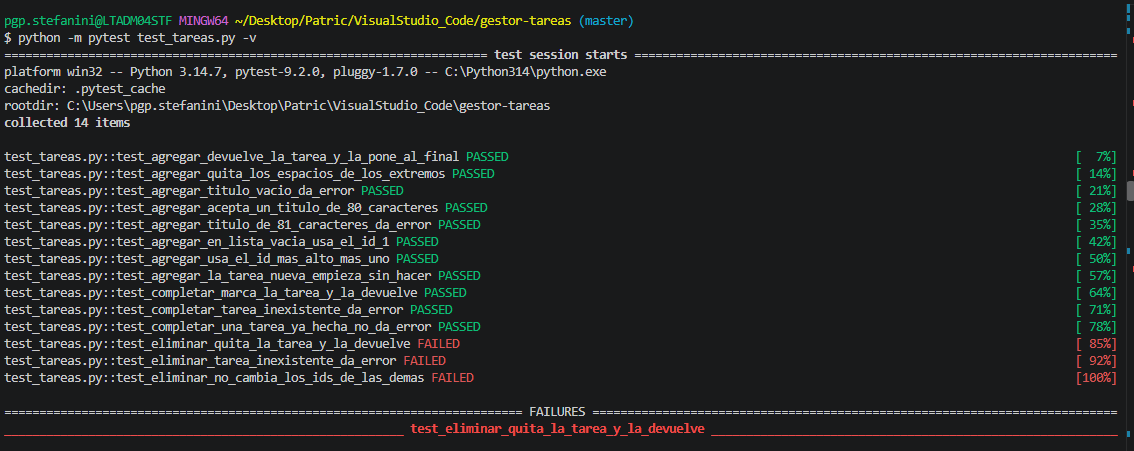 pgp.stefanini@LTADM04STF MINGW64 ~/Desktop/Patric/VisualStudio_Code/gestor-tareas (master)
$ python -m pytest test_tareas.py -v
===================================================================== test session starts =====================================================================
platform win32 -- Python 3.14.7, pytest-9.2.0, pluggy-1.7.0 -- C:\Python314\python.exe
cachedir: .pytest_cache
rootdir: C:\Users\pgp.stefanini\Desktop\Patric\VisualStudio_Code\gestor-tareas
collected 14 items
test_tareas.py::test_agregar_devuelve_la_tarea_y_la_pone_al_final PASSED [  7%]
test_tareas.py::test_agregar_quita_los_espacios_de_los_extremos PASSED [ 14%]
test_tareas.py::test_agregar_titulo_vacio_da_error PASSED [ 21%]
test_tareas.py::test_agregar_acepta_un_titulo_de_80_caracteres PASSED [ 28%]
test_tareas.py::test_agregar_titulo_de_81_caracteres_da_error PASSED [ 35%]
test_tareas.py::test_agregar_en_lista_vacia_usa_el_id_1 PASSED [ 42%]
test_tareas.py::test_agregar_usa_el_id_mas_alto_mas_uno PASSED [ 50%]
test_tareas.py::test_agregar_la_tarea_nueva_empieza_sin_hacer PASSED [ 57%]
test_tareas.py::test_completar_marca_la_tarea_y_la_devuelve PASSED [ 64%]
test_tareas.py::test_completar_tarea_inexistente_da_error PASSED [ 71%]
test_tareas.py::test_completar_una_tarea_ya_hecha_no_da_error PASSED [ 78%]
test_tareas.py::test_eliminar_quita_la_tarea_y_la_devuelve FAILED [ 85%]
test_tareas.py::test_eliminar_tarea_inexistente_da_error FAILED [ 92%]
test_tareas.py::test_eliminar_no_cambia_los_ids_de_las_demas FAILED [100%]
========================================================================== FAILURES ===========================================================================
_________________________________________________________ test_eliminar_quita_la_tarea_y_la_devuelve __________________________________________________________